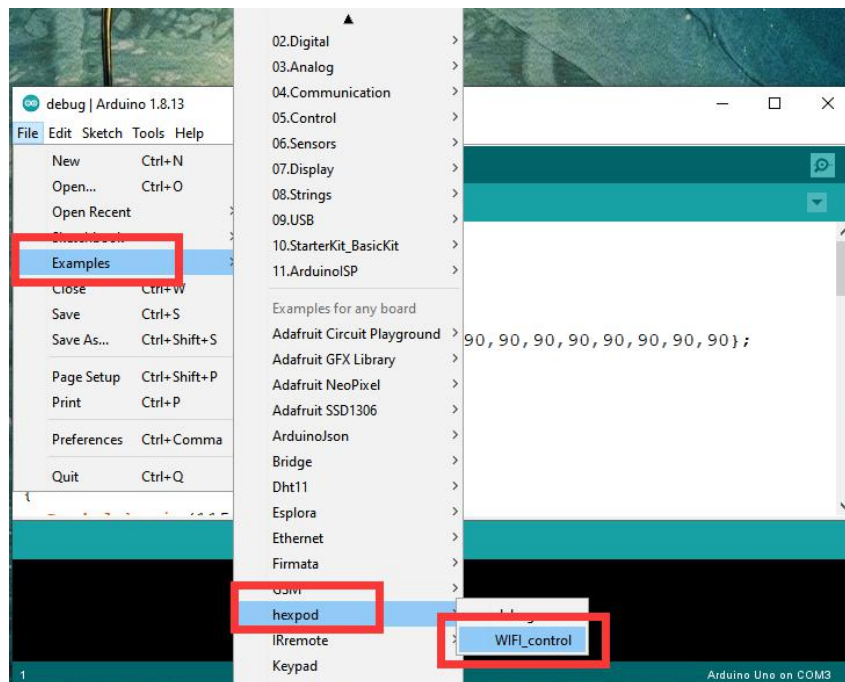 debug | Arduino 1.8.13
File Edit Sketch Tools Help
New Ctrl+N
Open... Ctrl+O
Open Recent
Sketchbook
Examples
Close Ctrl+W
Save Ctrl+S
Save As... Ctrl+Shift+S
Page Setup Ctrl+Shift+P
Print Ctrl+P
Preferences Ctrl+Comma
Quit Ctrl+Q
02.Digital
03.Analog
04.Communication
05.Control
06.Sensors
07.Display
08.Strings
09.USB
10.StarterKit_BasicKit
11.ArduinoISP
Examples for any board
Adafruit Circuit Playground
Adafruit GFX Library
Adafruit NeoPixel
Adafruit SSD1306
ArduinoJson
Bridge
Dht11
Esplora
Ethernet
Firmata
GSM
hexpod
IRremote
Keypad
WIFI_control
90,90,90,90,90,90,90,90};
{
1
Arduino Uno on COM3